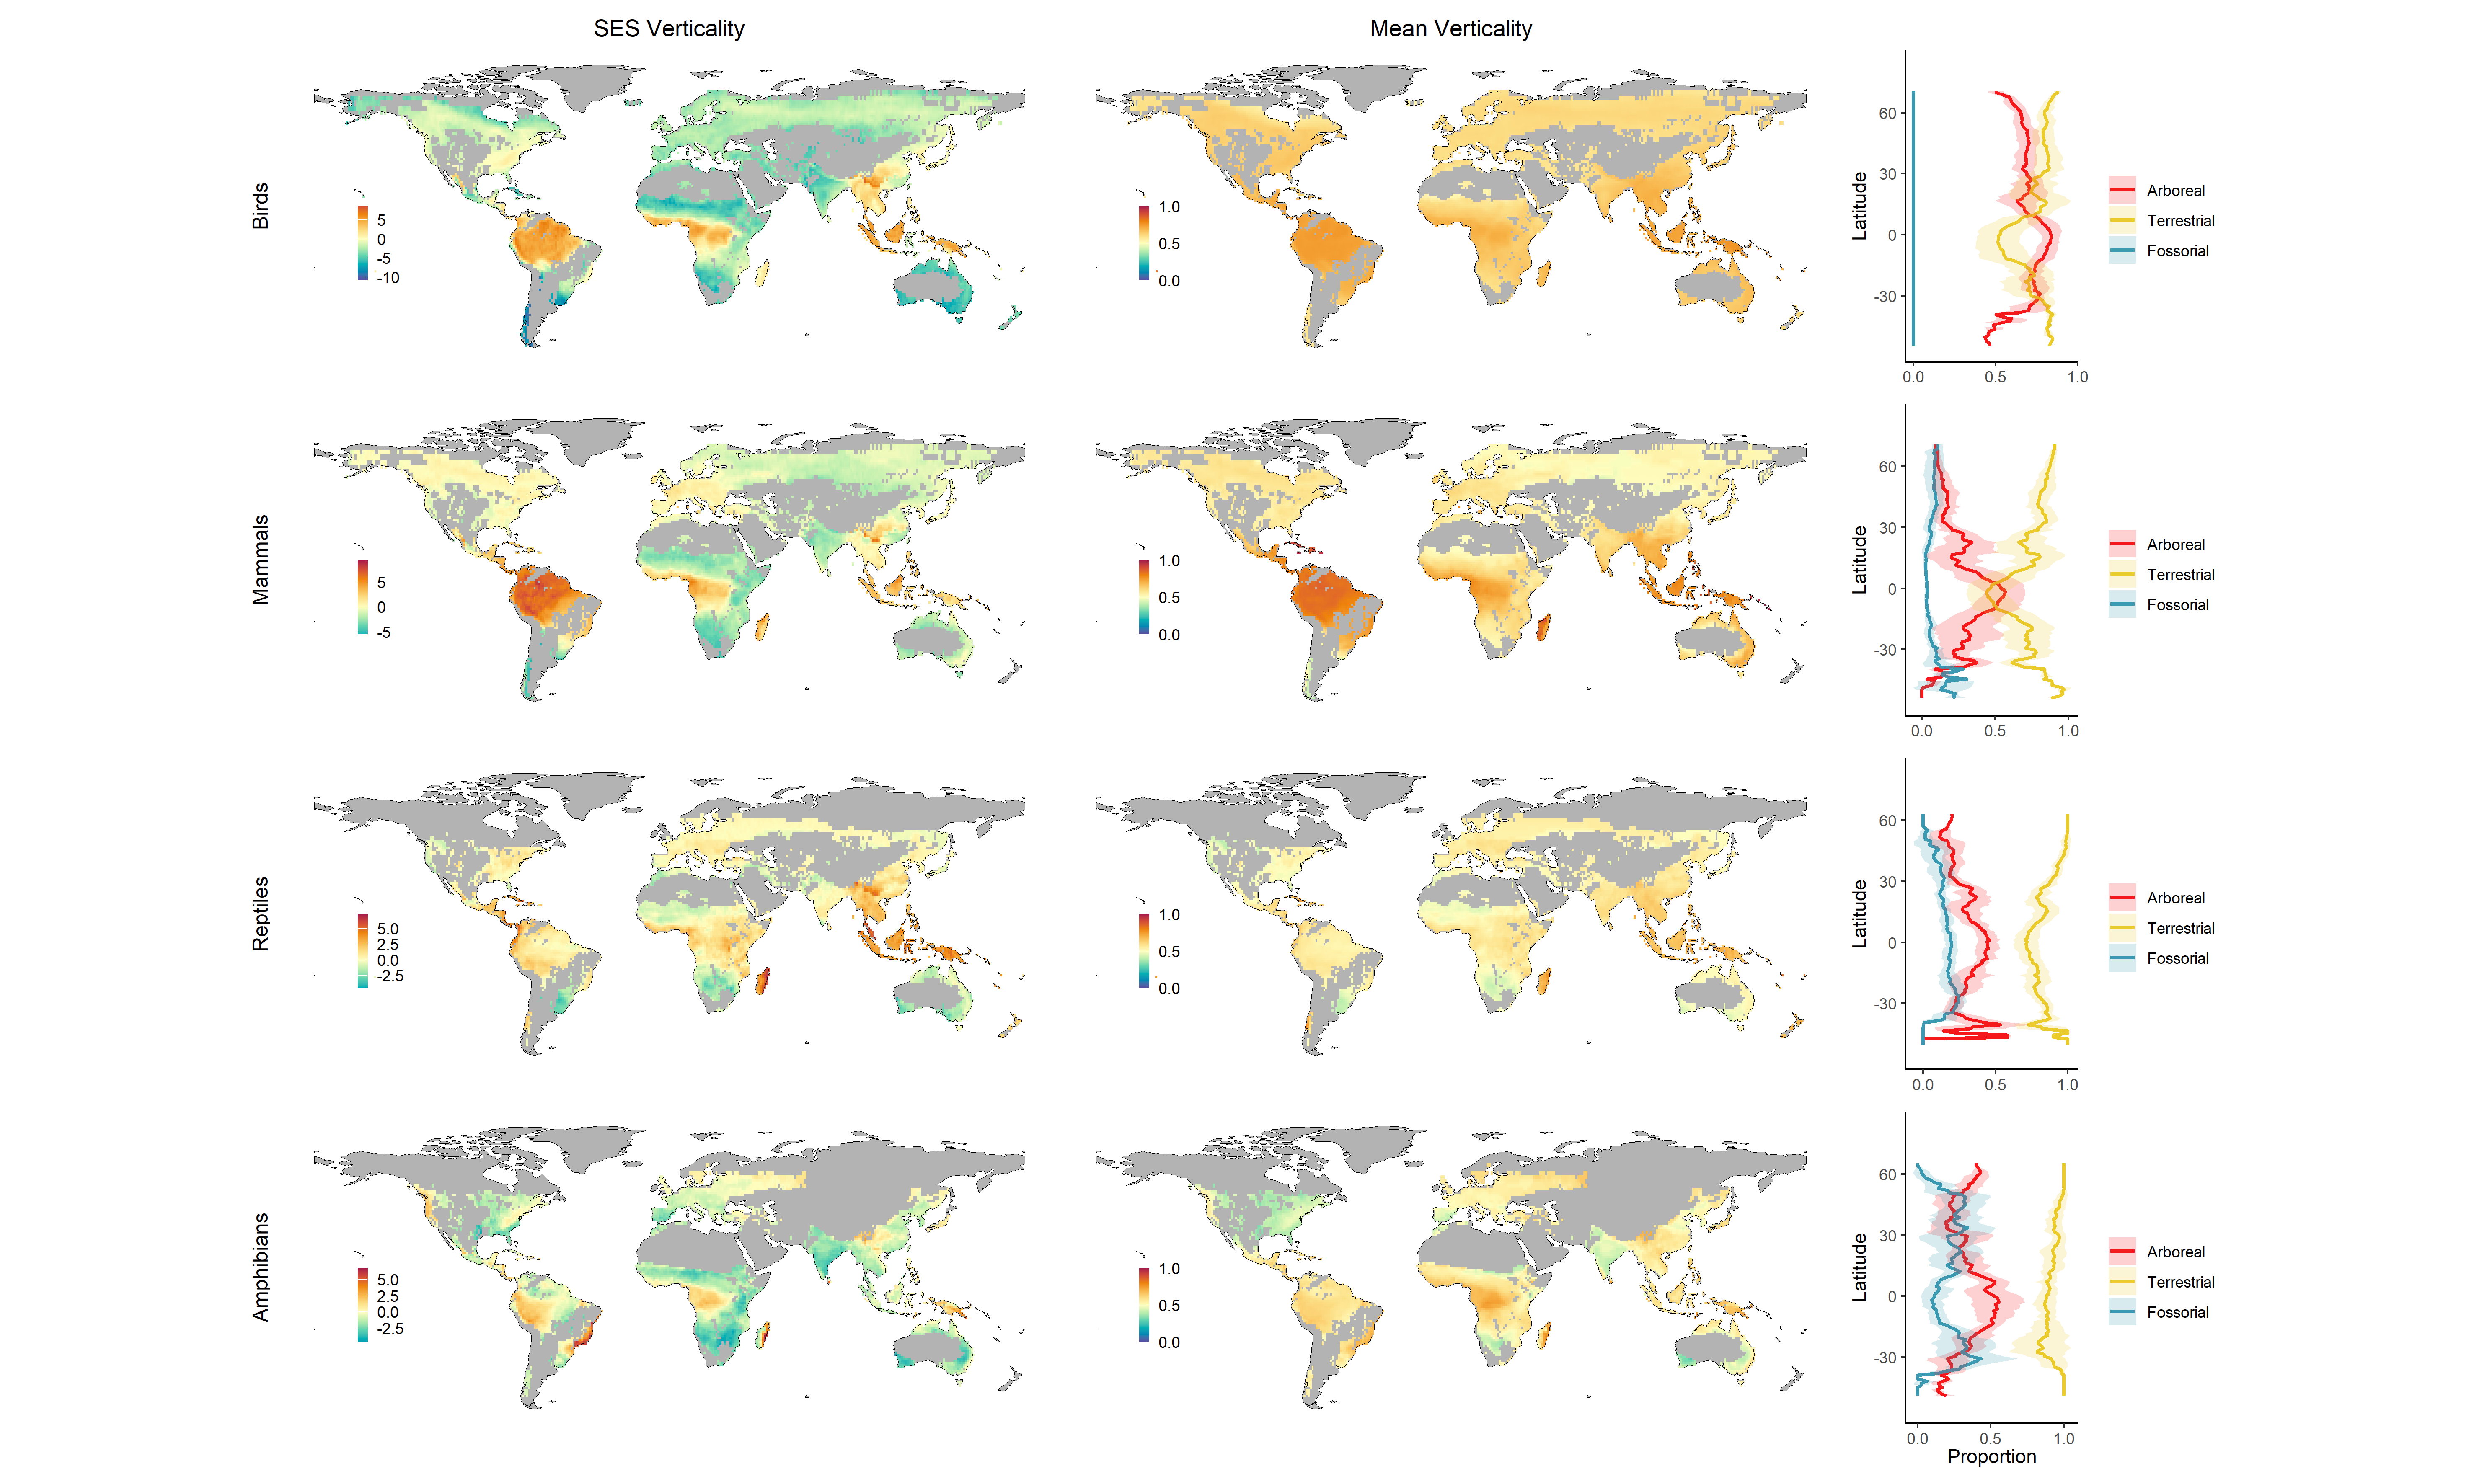 SES Verticality
Mean Verticality
Birds
5
0
-5
-10
1.0
0.5
0.0
Latitude
60
30
0
-30
0.0 0.5 1.0
Arboreal
Terrestrial
Fossorial
Mammals
5
0
-5
1.0
0.5
0.0
Latitude
60
30
0
-30
0.0 0.5 1.0
Arboreal
Terrestrial
Fossorial
Reptiles
5.0
2.5
0.0
-2.5
1.0
0.5
0.0
Latitude
60
30
0
-30
0.0 0.5 1.0
Arboreal
Terrestrial
Fossorial
Amphibians
5.0
2.5
0.0
-2.5
1.0
0.5
0.0
Latitude
60
30
0
-30
0.0 0.5 1.0
Proportion
Arboreal
Terrestrial
Fossorial